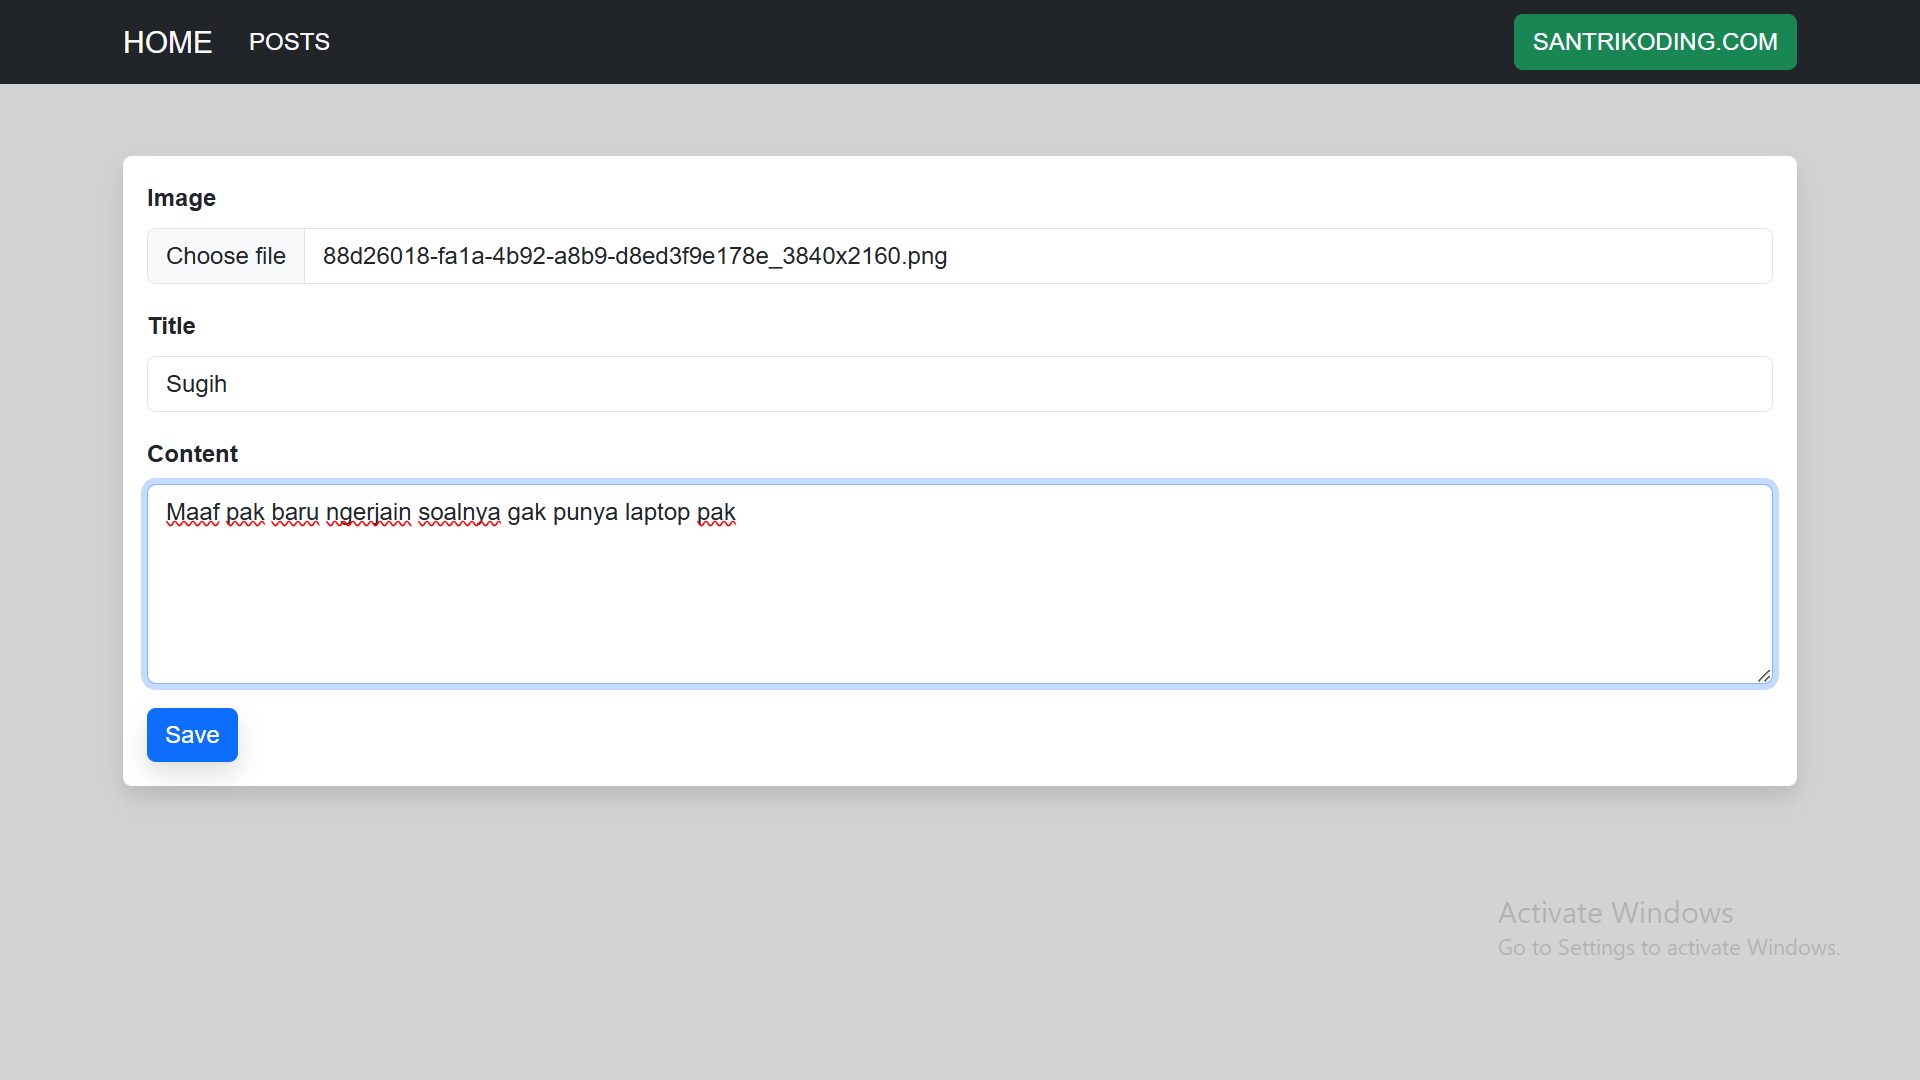 HOME POSTS SANTRIKODING.COM
Image
Choose file 88d26018-fa1a-4b92-a8b9-d8ed3f9e178e_3840x2160.png
Title
Sugih
Content
Maaf pak baru ngerjain soalnya gak punya laptop pak
Save
Activate Windows
Go to Settings to activate Windows.